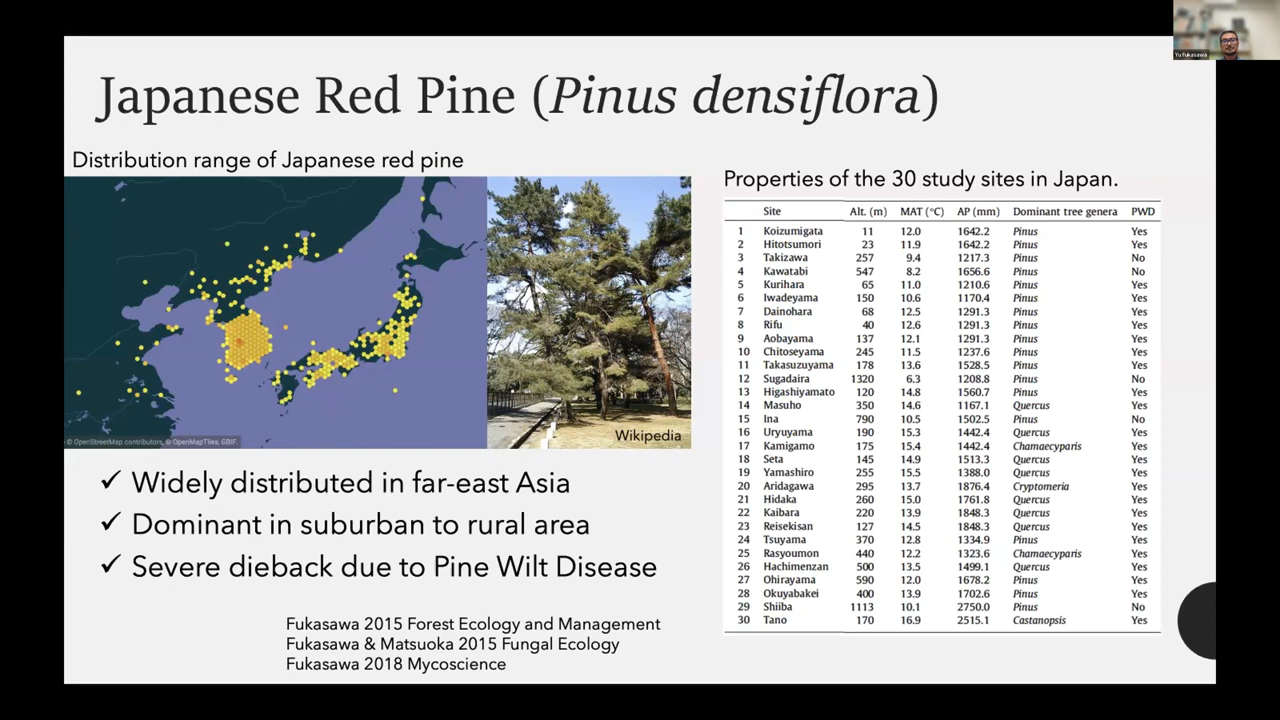 Yu Fukasawa
Japanese Red Pine (Pinus densiflora)
Distribution range of Japanese red pine
© OpenStreetMap contributors, © OpenMapTiles, GBIF.
Wikipedia
✓ Widely distributed in far-east Asia
✓ Dominant in suburban to rural area
✓ Severe dieback due to Pine Wilt Disease
Fukasawa 2015 Forest Ecology and Management
Fukasawa & Matsuoka 2015 Fungal Ecology
Fukasawa 2018 Mycoscience
Properties of the 30 study sites in Japan.
Site Alt. (m) MAT (°C) AP (mm) Dominant tree genera PWD
1 Koizumigata 11 12.0 1642.2 Pinus Yes
2 Hitotsumori 23 11.9 1642.2 Pinus Yes
3 Takizawa 257 9.4 1217.3 Pinus No
4 Kawatabi 547 8.2 1656.6 Pinus No
5 Kurihara 65 11.0 1210.6 Pinus Yes
6 Iwadeyama 150 10.6 1170.4 Pinus Yes
7 Dainohara 68 12.5 1291.3 Pinus Yes
8 Rifu 40 12.6 1291.3 Pinus Yes
9 Aobayama 137 12.1 1291.3 Pinus Yes
10 Chitoseyama 245 11.5 1237.6 Pinus Yes
11 Takasuzuyama 178 13.6 1528.5 Pinus Yes
12 Sugadaira 1320 6.3 1208.8 Pinus No
13 Higashiyamato 120 14.8 1560.7 Pinus Yes
14 Masuho 350 14.6 1167.1 Quercus Yes
15 Ina 790 10.5 1502.5 Pinus No
16 Uryuyama 190 15.3 1442.4 Quercus Yes
17 Kamigamo 175 15.4 1442.4 Chamaecyparis Yes
18 Seta 145 14.9 1513.3 Quercus Yes
19 Yamashiro 255 15.5 1388.0 Quercus Yes
20 Aridagawa 295 13.7 1876.4 Cryptomeria Yes
21 Hidaka 260 15.0 1761.8 Quercus Yes
22 Kaibara 220 13.9 1848.3 Quercus Yes
23 Reisekisan 127 14.5 1848.3 Quercus Yes
24 Tsuyama 370 12.8 1334.9 Pinus Yes
25 Rasyoumon 440 12.2 1323.6 Chamaecyparis Yes
26 Hachimenzan 500 13.5 1499.1 Quercus Yes
27 Ohirayama 590 12.0 1678.2 Pinus Yes
28 Okuyabakei 400 13.9 1702.6 Pinus Yes
29 Shiiba 1113 10.1 2750.0 Pinus No
30 Tano 170 16.9 2515.1 Castanopsis Yes